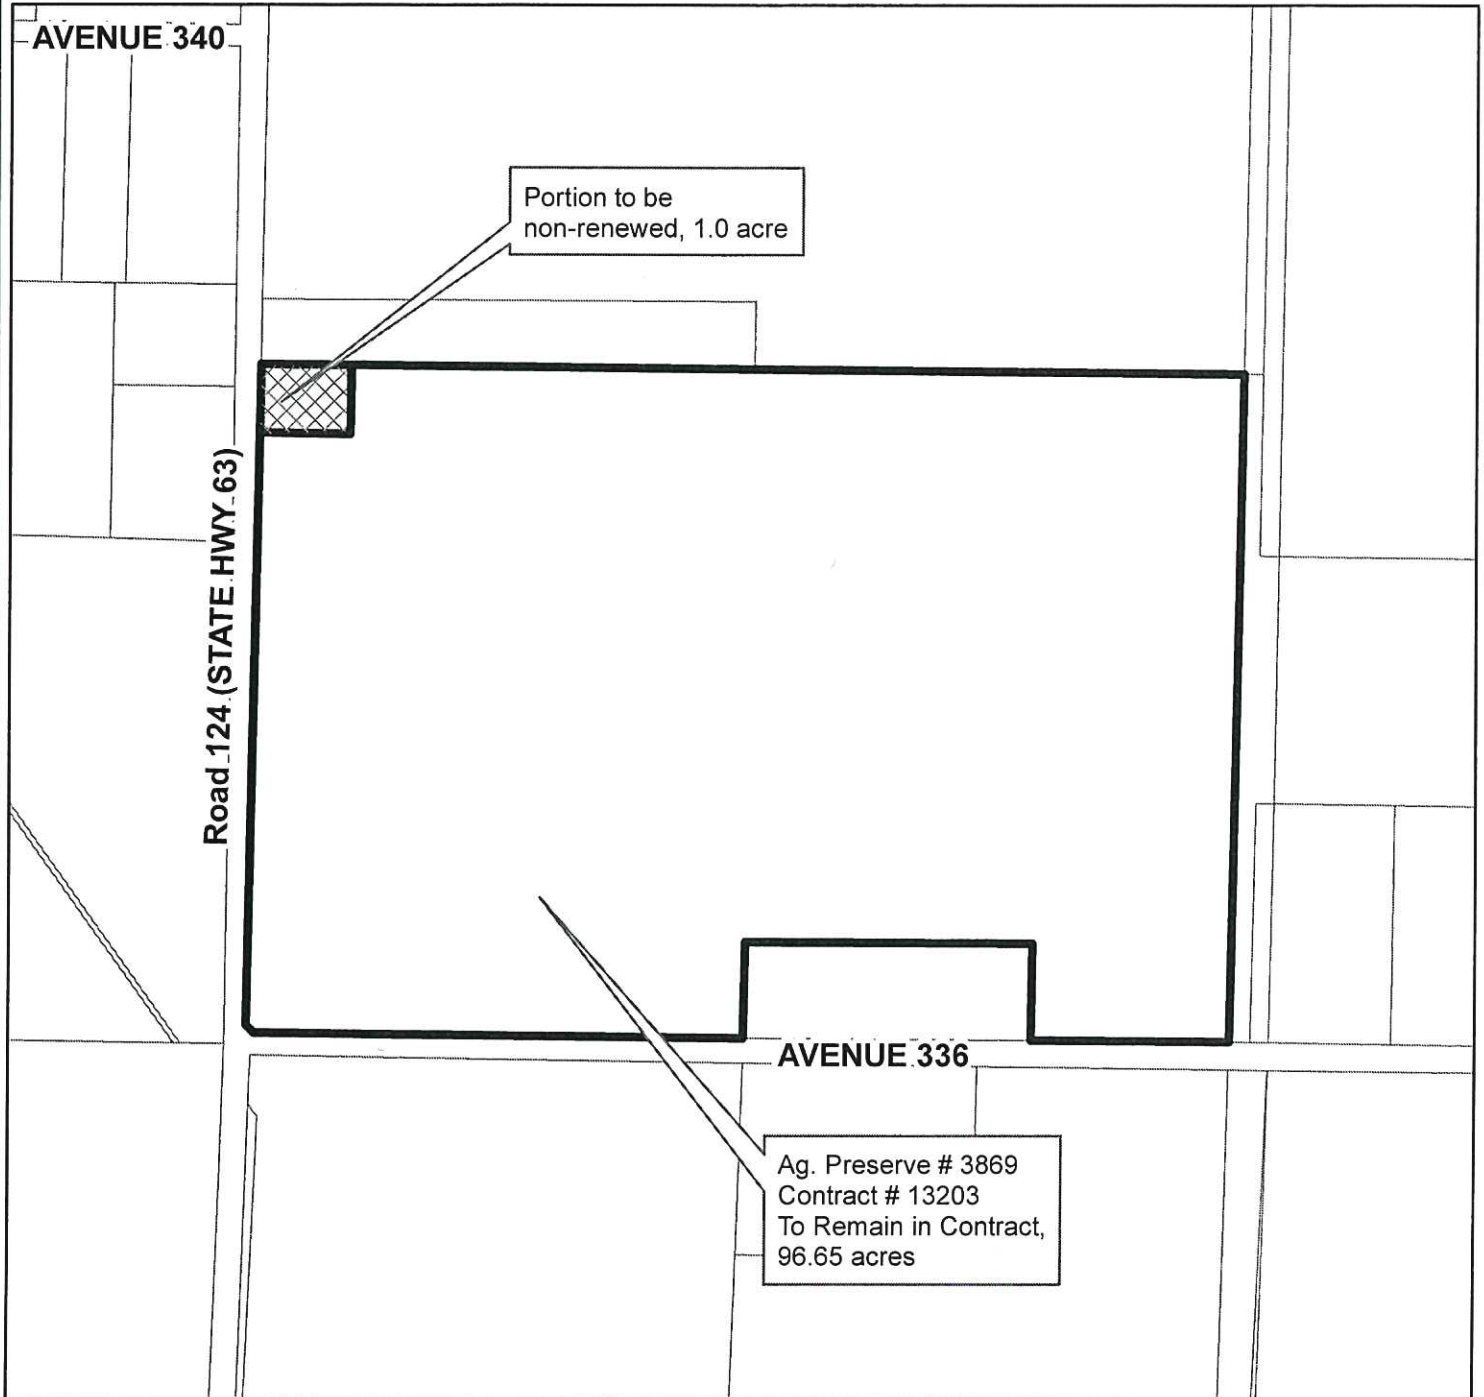 AVENUE 340
Portion to be
non-renewed, 1.0 acre
Road 124 (STATE HWY 63)
AVENUE 336
Ag. Preserve # 3869
Contract # 13203
To Remain in Contract,
96.65 acres